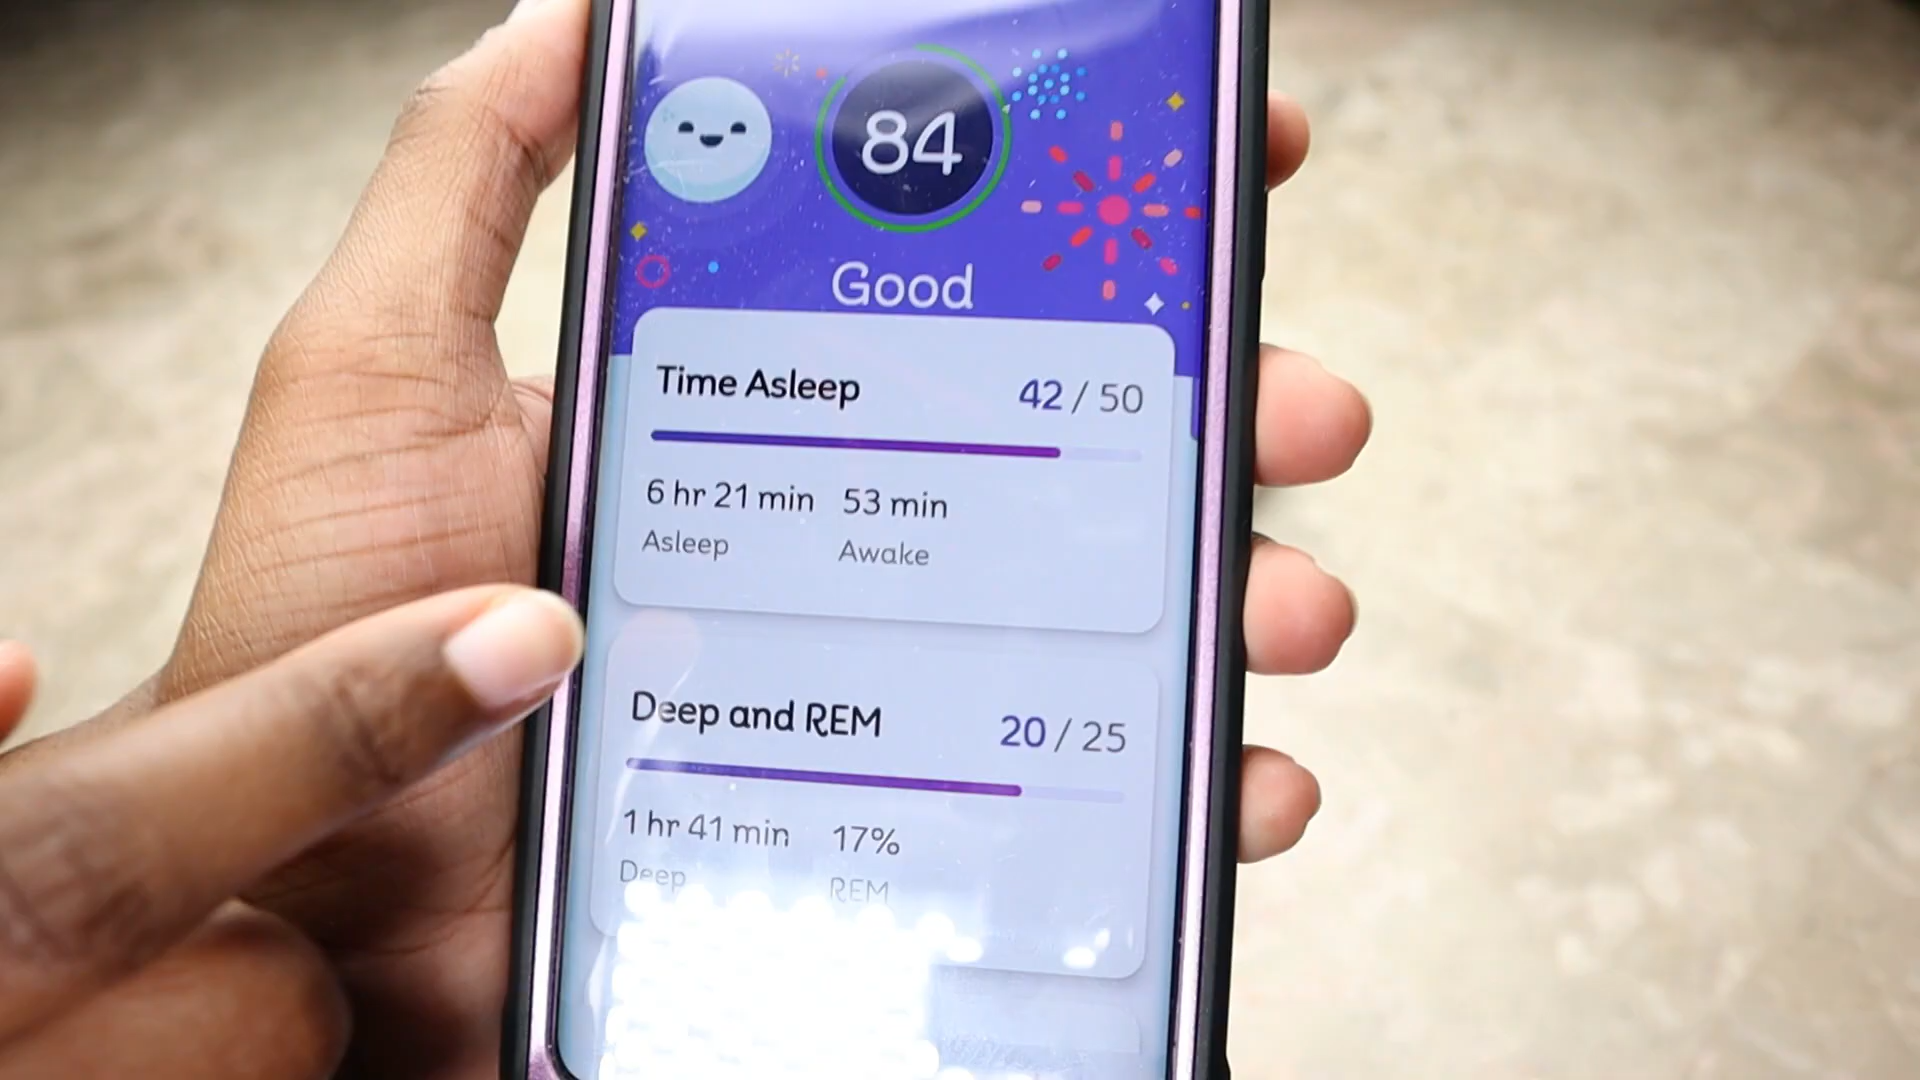 84
Good
Time Asleep 42 / 50
6 hr 21 min 53 min
Asleep Awake
Deep and REM 20 / 25
1 hr 41 min 17%
Deep REM